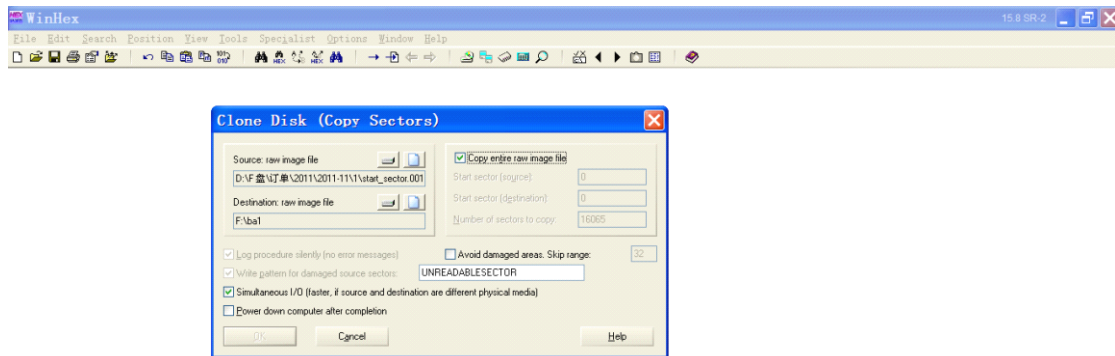 WinHex 15.8 SR-2
File Edit Search Position View Tools Specialist Options Window Help
Clone Disk (Copy Sectors)
Source: raw image file
D:\F 盘\订单\2011\2011-11\1\start_sector.001
Destination: raw image file
F:\ba1
Copy entire raw image file
Start sector (source): 0
Start sector (destination): 0
Number of sectors to copy: 16065
Log procedure silently (no error messages)
Avoid damaged areas. Skip range: 32
Write pattern for damaged source sectors: UNREADABLESECTOR
Simultaneous I/O (faster, if source and destination are different physical media)
Power down computer after completion
OK Cancel Help